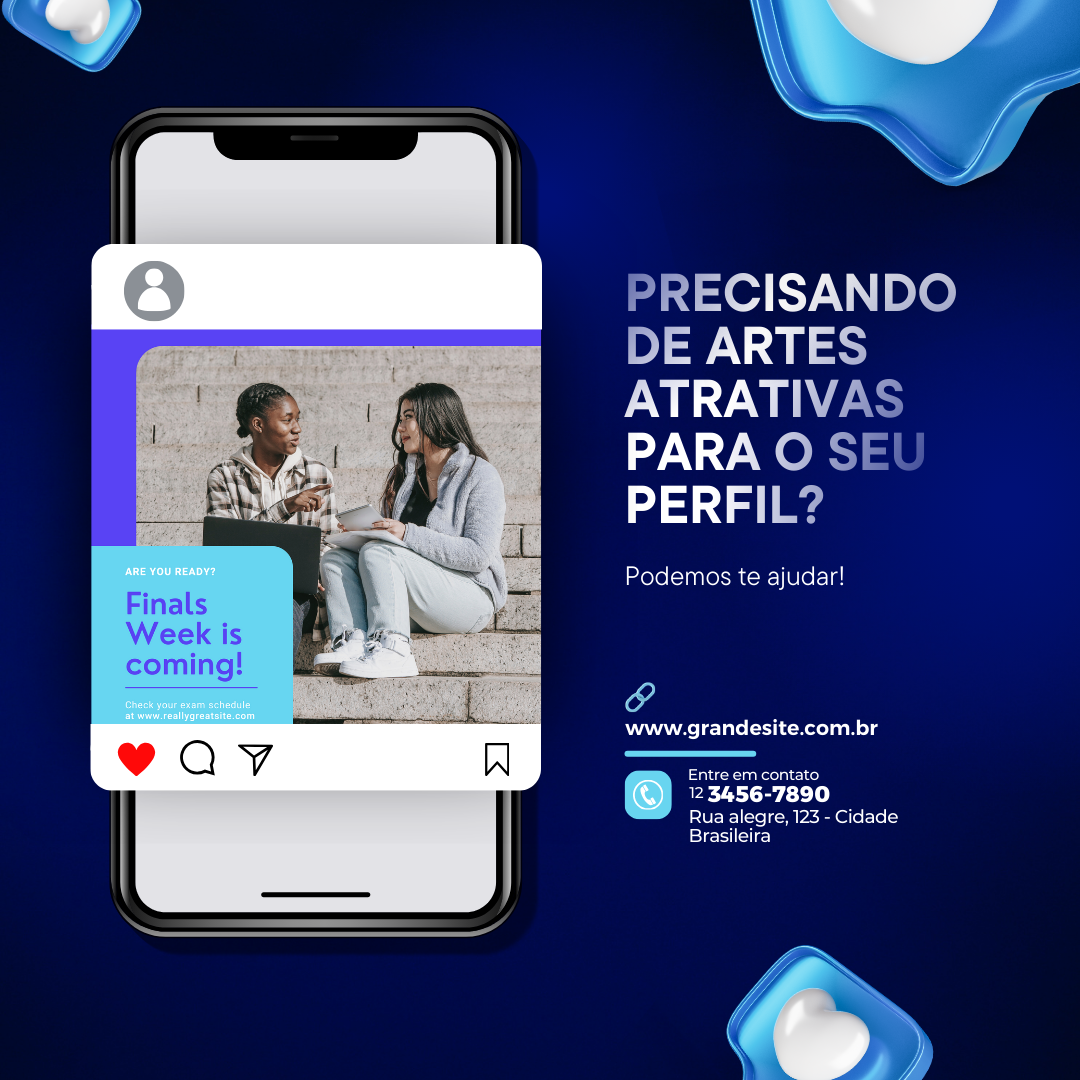 ARE YOU READY?
Finals
Week is
coming!
Check your exam schedule
at www.reallygreatsite.com
PRECISANDO
DE ARTES
ATRATIVAS
PARA O SEU
PERFIL?
Podemos te ajudar!
www.grandesite.com.br
Entre em contato
12 3456-7890
Rua alegre, 123 - Cidade
Brasileira